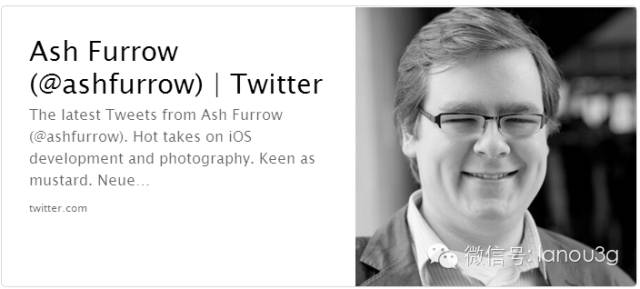 Ash Furrow
(@ashfurrow) | Twitter
The latest Tweets from Ash Furrow
(@ashfurrow). Hot takes on iOS
development and photography. Keen as
mustard. Neue…
twitter.com
微信号: lanou3g